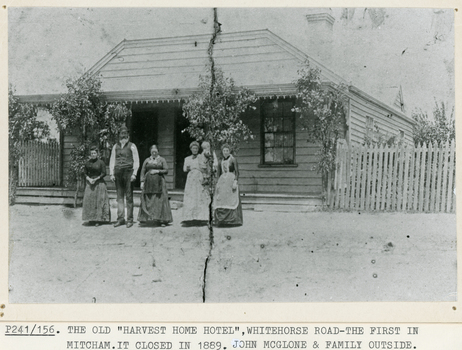 P241/156. THE OLD "HARVEST HOME HOTEL",WHITEHORSE ROAD-THE FIRST IN
MITCHAM.IT CLOSED IN 1889. JOHN MCGLONE & FAMILY OUTSIDE.